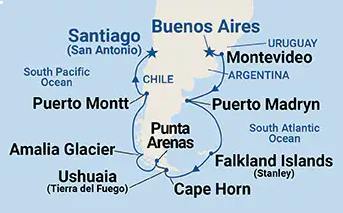 Santiago
(San Antonio)
Buenos Aires
URUGUAY
Montevideo
ARGENTINA
South Pacific
Ocean
CHILE
Puerto Montt
Puerto Madryn
Punta
Arenas
South Atlantic
Ocean
Amalia Glacier
Falkland Islands
(Stanley)
Ushuaia
(Tierra del Fuego)
Cape Horn